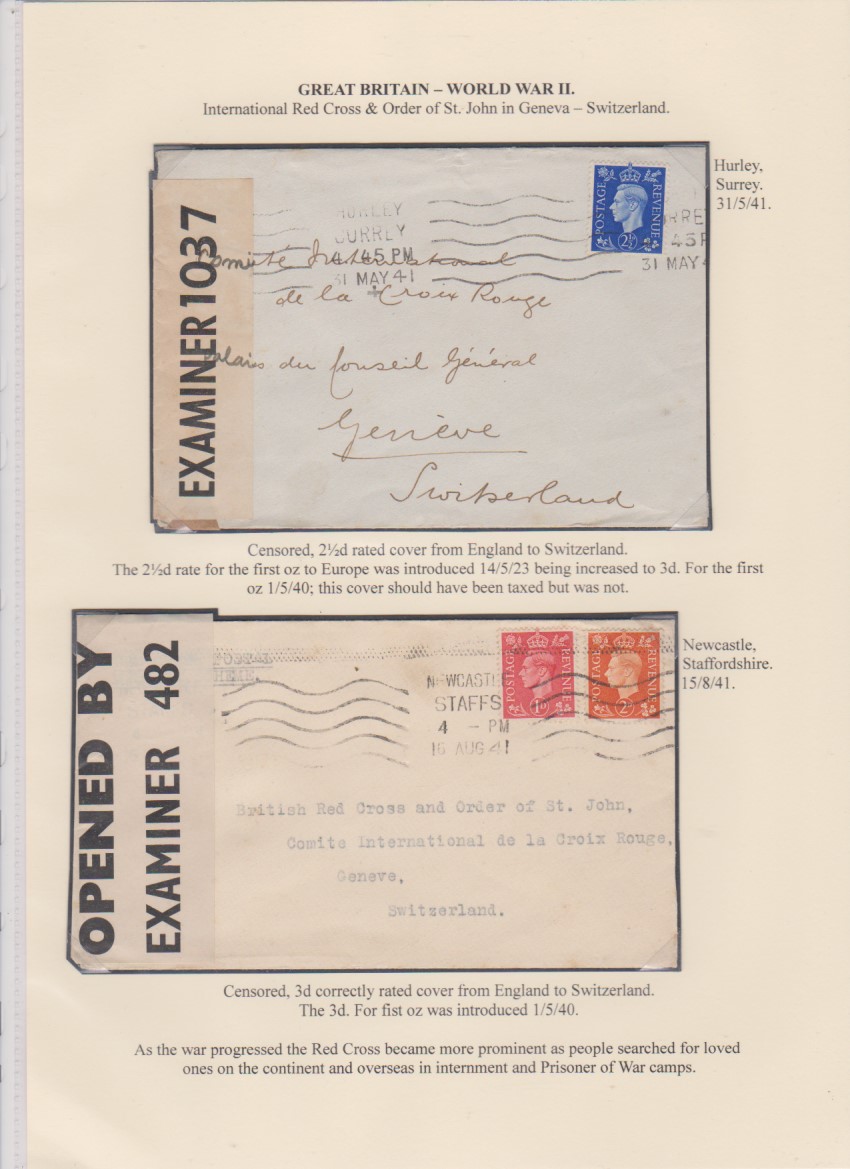 GREAT BRITAIN – WORLD WAR II.
International Red Cross & Order of St. John in Geneva – Switzerland.
Hurley,
Surrey.
31/5/41.
EXAMINER 1037
HURLEY
SURREY
4.45 PM
31 MAY 41
POSTAGE
REVENUE
2½D
RREY
45 P
31 MAY 4
Comité International
de la Croix Rouge
Palais du Conseil Général
Genève
Switzerland
Censored, 2½d rated cover from England to Switzerland.
The 2½d rate for the first oz to Europe was introduced 14/5/23 being increased to 3d. For the first
oz 1/5/40; this cover should have been taxed but was not.
Newcastle,
Staffordshire.
15/8/41.
OPENED BY
EXAMINER 482
POSTAL
HEME.
NEWCASTLE
STAFFS
4 – PM
AUG 41
POSTAGE
REVENUE
1D
POSTAGE
REVENUE
2D
British Red Cross and Order of St. John,
Comite International de la Croix Rouge,
Geneve,
Switzerland.
Censored, 3d correctly rated cover from England to Switzerland.
The 3d. For fist oz was introduced 1/5/40.
As the war progressed the Red Cross became more prominent as people searched for loved
ones on the continent and overseas in internment and Prisoner of War camps.